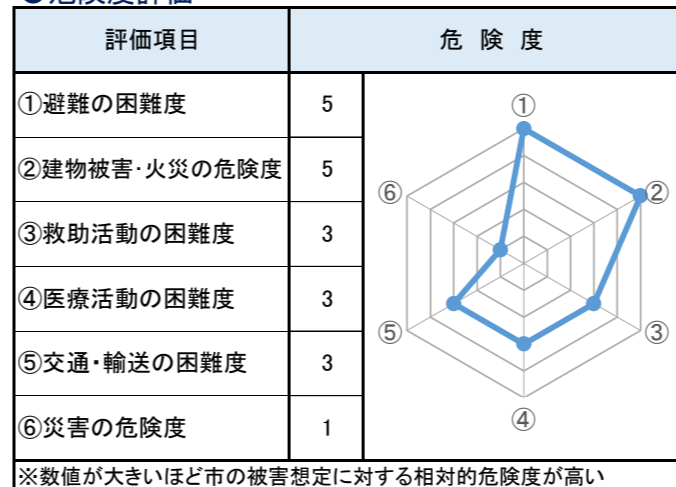 ●危険度評価
評価項目 危 険 度
①避難の困難度 5
②建物被害・火災の危険度 5
③救助活動の困難度 3
④医療活動の困難度 3
⑤交通・輸送の困難度 3
⑥災害の危険度 1
①
②
③
④
⑤
⑥
※数値が大きいほど市の被害想定に対する相対的危険度が高い